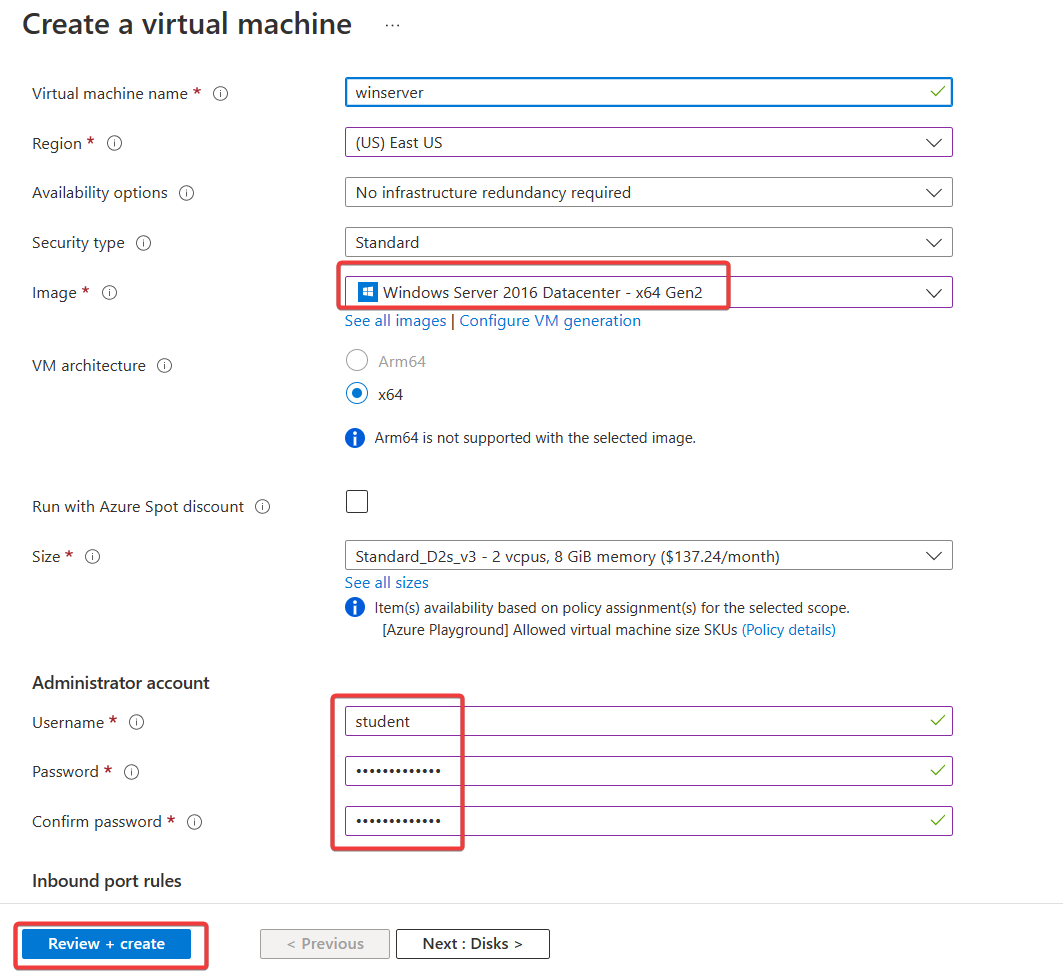 Create a virtual machine ...
Virtual machine name * winserver
Region * (US) East US
Availability options No infrastructure redundancy required
Security type Standard
Image * Windows Server 2016 Datacenter - x64 Gen2
See all images | Configure VM generation
VM architecture Arm64
x64
Arm64 is not supported with the selected image.
Run with Azure Spot discount
Size * Standard_D2s_v3 - 2 vcpus, 8 GiB memory ($137.24/month)
See all sizes
Item(s) availability based on policy assignment(s) for the selected scope.
[Azure Playground] Allowed virtual machine size SKUs (Policy details)
Administrator account
Username * student
Password * •••••••••••••
Confirm password * •••••••••••••
Inbound port rules
Review + create < Previous Next : Disks >